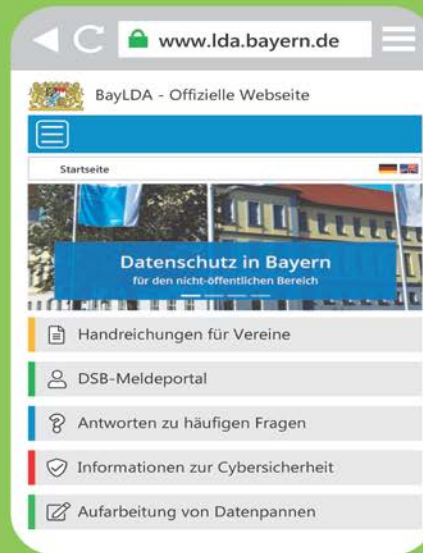 www.lda.bayern.de
BayLDA - Offizielle Webseite
Startseite
Datenschutz in Bayern
für den nicht-öffentlichen Bereich
Handreichungen für Vereine
DSB-Meldeportal
Antworten zu häufigen Fragen
Informationen zur Cybersicherheit
Aufarbeitung von Datenpannen